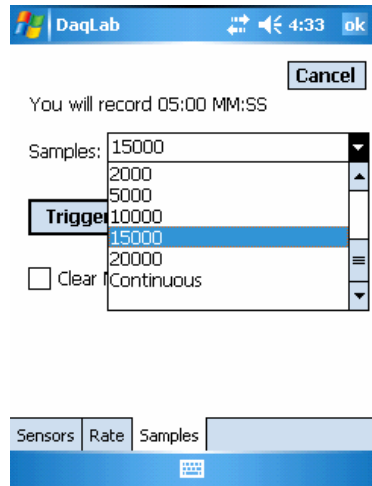 DaqLab 4:33 ok
Cancel
You will record 05:00 MM:SS
Samples: 15000
2000
5000
Trigger 10000
15000
20000
Clear Continuous
Sensors Rate Samples